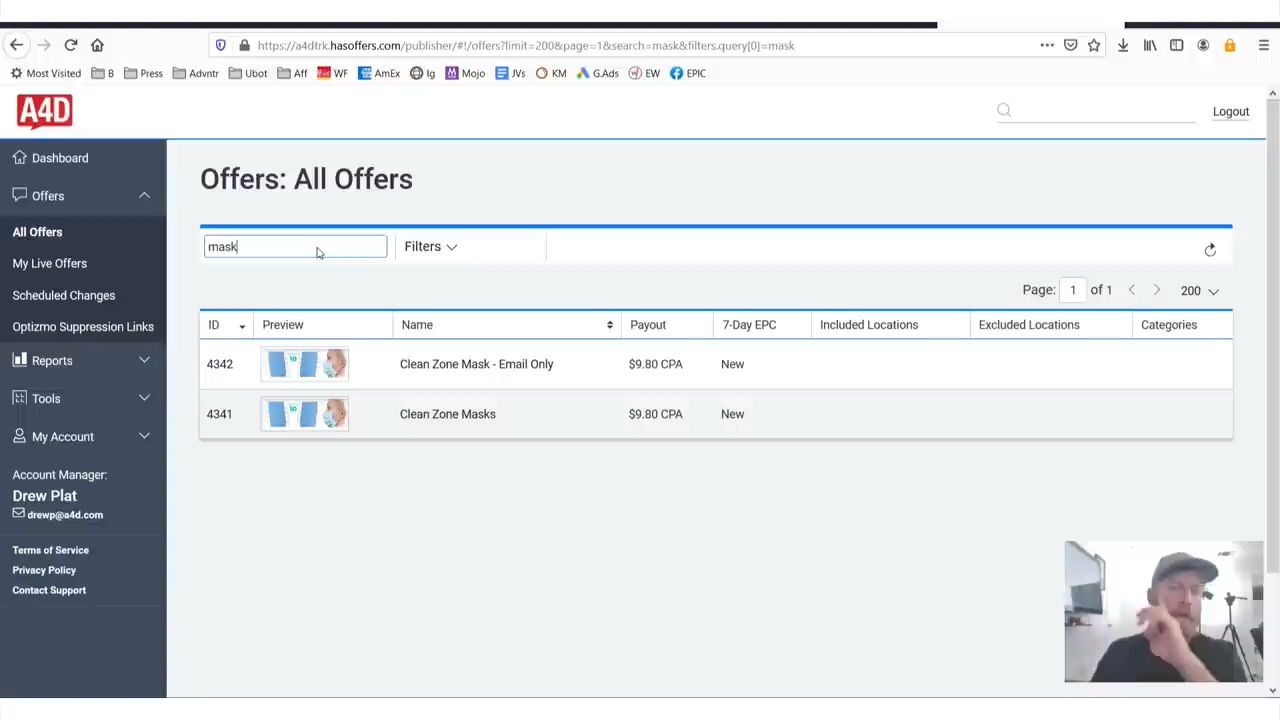 https://a4dtrk.hasoffers.com/publisher/#!/offers?limit=200&page=1&search=mask&filters.query[0]=mask
Most Visited B Press Advntr Ubot Aff WF AmEx Ig Mojo JVs KM G.Ads EW EPIC
A4D
Logout
Dashboard
Offers
All Offers
My Live Offers
Scheduled Changes
Optizmo Suppression Links
Reports
Tools
My Account
Account Manager:
Drew Plat
drewp@a4d.com
Terms of Service
Privacy Policy
Contact Support
Offers: All Offers
mask Filters
Page: 1 of 1 200
ID Preview Name Payout 7-Day EPC Included Locations Excluded Locations Categories
4342 10 Clean Zone Mask - Email Only $9.80 CPA New
4341 10 Clean Zone Masks $9.80 CPA New